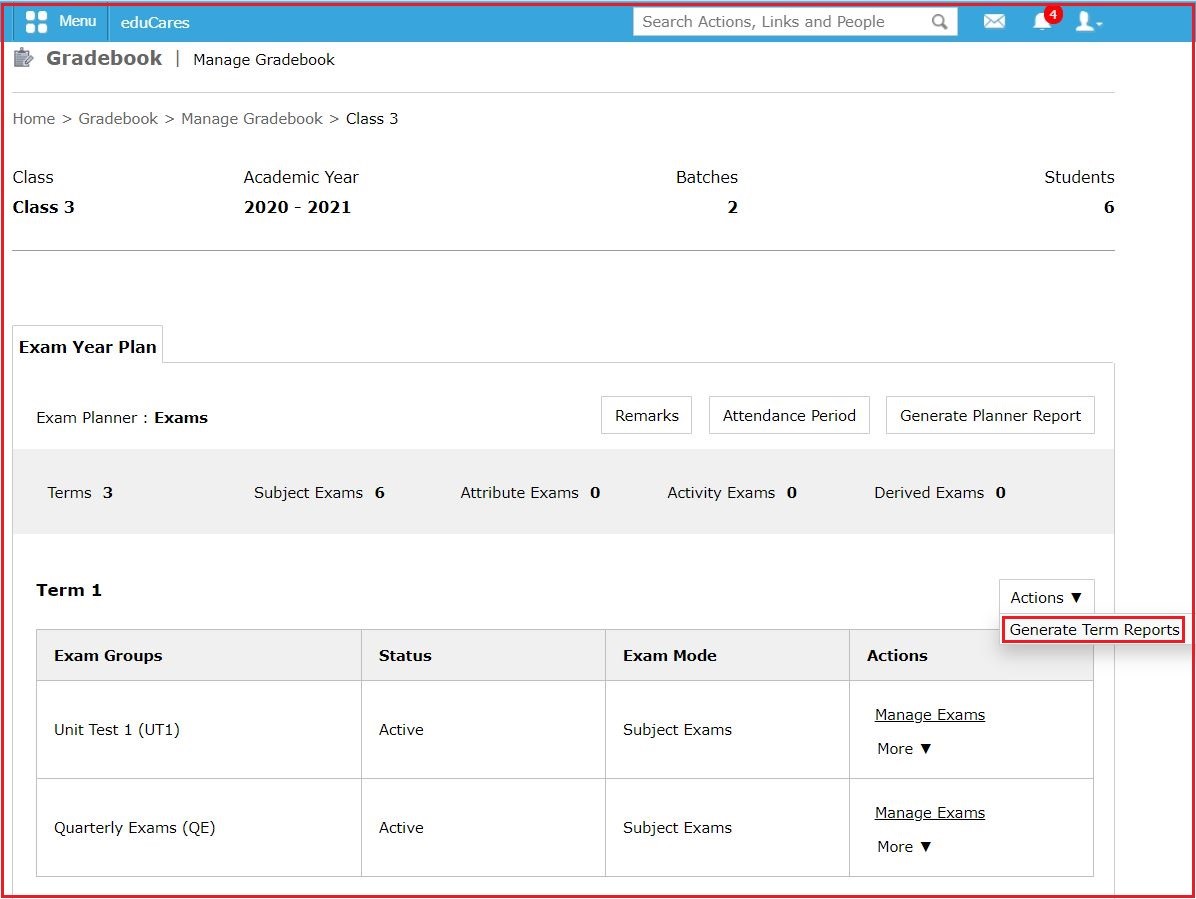 Menu educares Search Actions, Links and People 4
Gradebook | Manage Gradebook
Home > Gradebook > Manage Gradebook > Class 3
Class Academic Year Batches Students
Class 3 2020 - 2021 2 6
Exam Year Plan
Exam Planner : Exams Remarks Attendance Period Generate Planner Report
Terms 3 Subject Exams 6 Attribute Exams 0 Activity Exams 0 Derived Exams 0
Term 1 Actions ▼
Generate Term Reports
Exam Groups Status Exam Mode Actions
Unit Test 1 (UT1) Active Subject Exams Manage Exams
More ▼
Quarterly Exams (QE) Active Subject Exams Manage Exams
More ▼